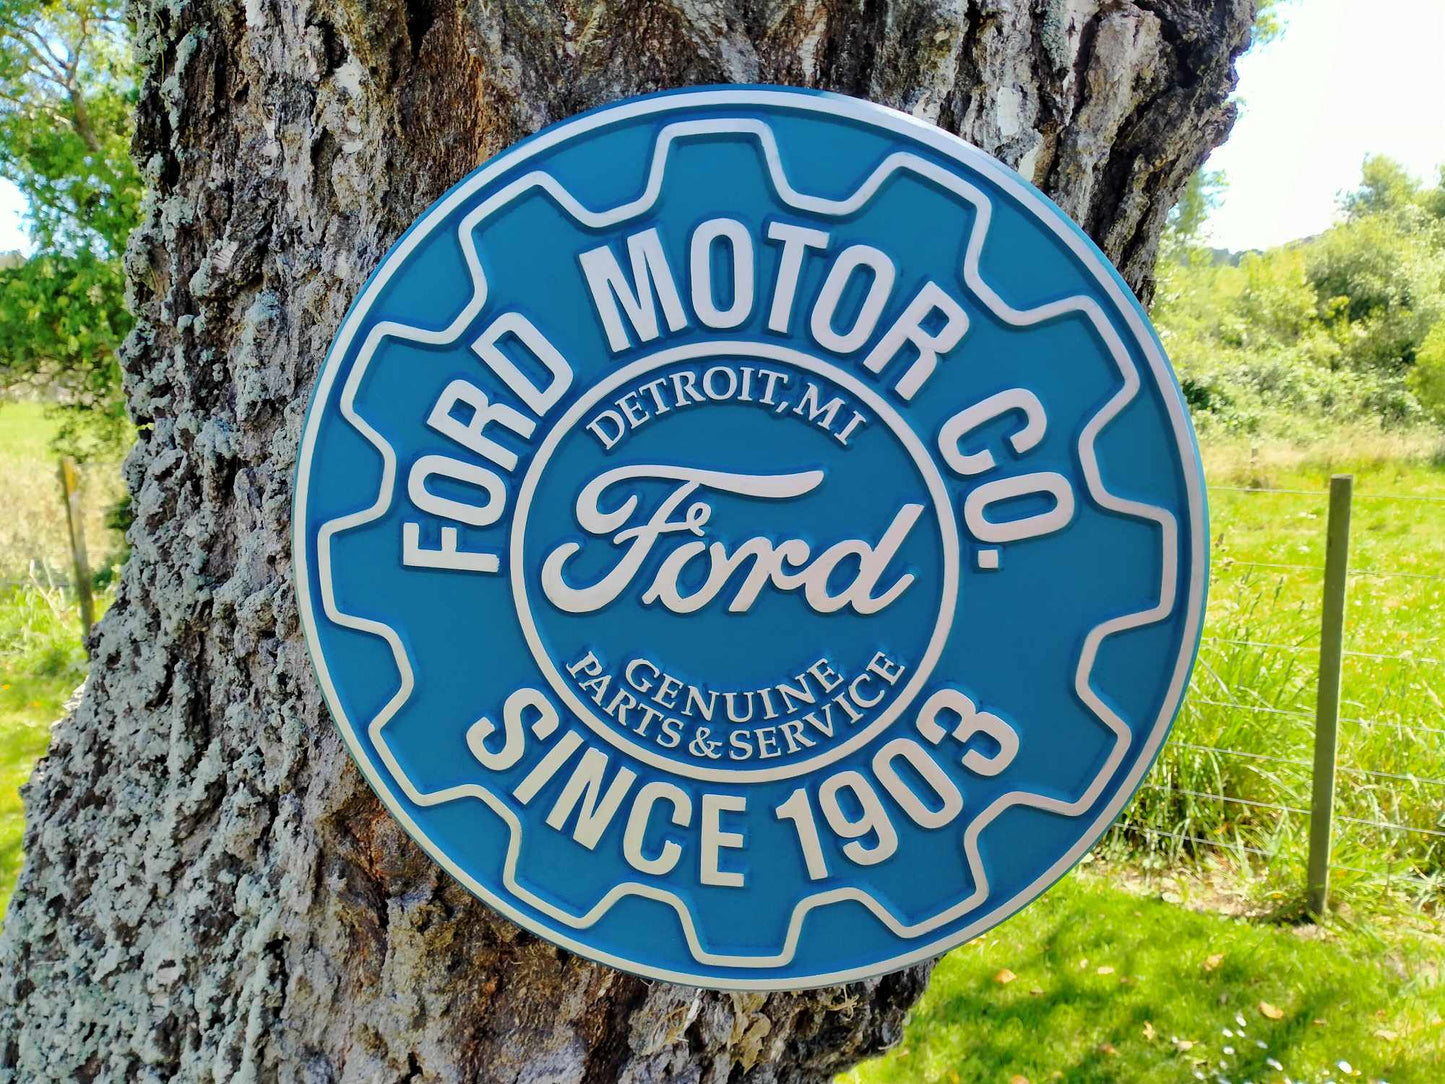 FORD MOTOR CO.
DETROIT, MI
Ford
GENUINE
PARTS & SERVICE
SINCE 1903